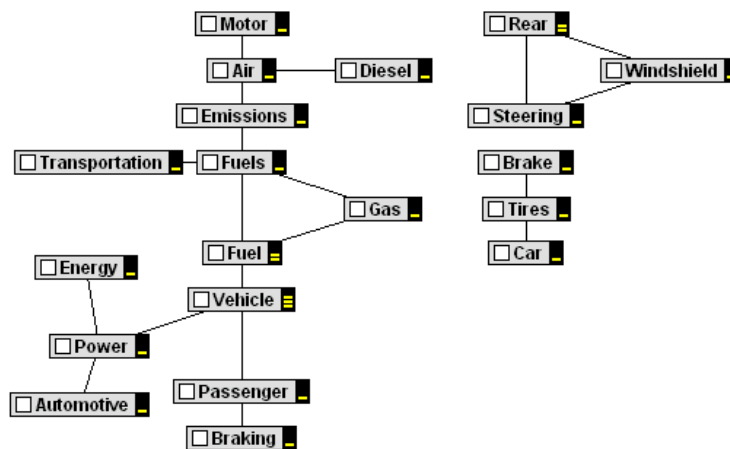 Motor
Rear
Air
Diesel
Windshield
Emissions
Steering
Transportation
Fuels
Brake
Gas
Tires
Fuel
Car
Energy
Vehicle
Power
Passenger
Automotive
Braking